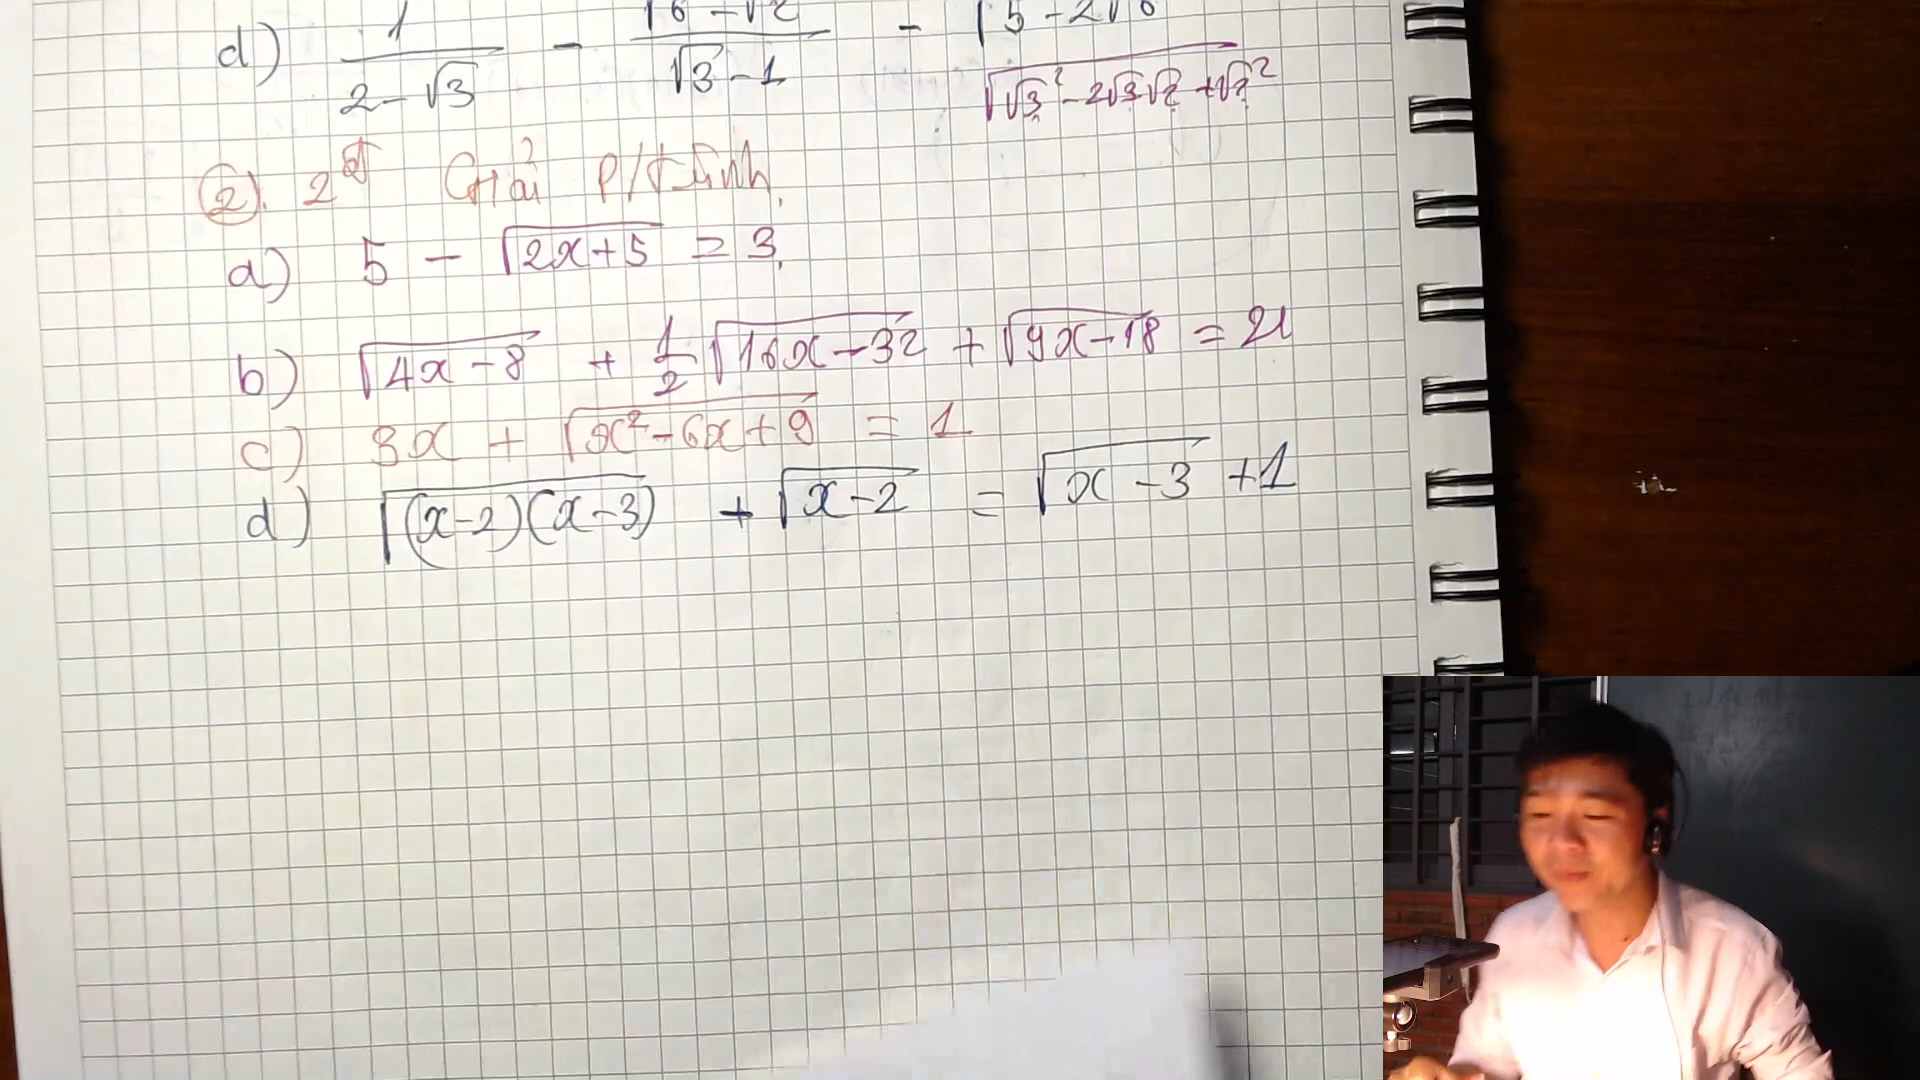 d) 1/(2-√3) - (√6-√2)/(√3-1) - √(5-2√6)
√(√3² - 2√3√2 + √2²)
②. 2đ Giải P/trình.
a) 5 - √(2x+5) = 3.
b) √(4x-8) + 1/2 √(16x-32) + √(9x-18) = 21
c) 3x + √(x²-6x+9) = 1
d) √((x-2)(x-3)) + √(x-2) = √(x-3) + 1